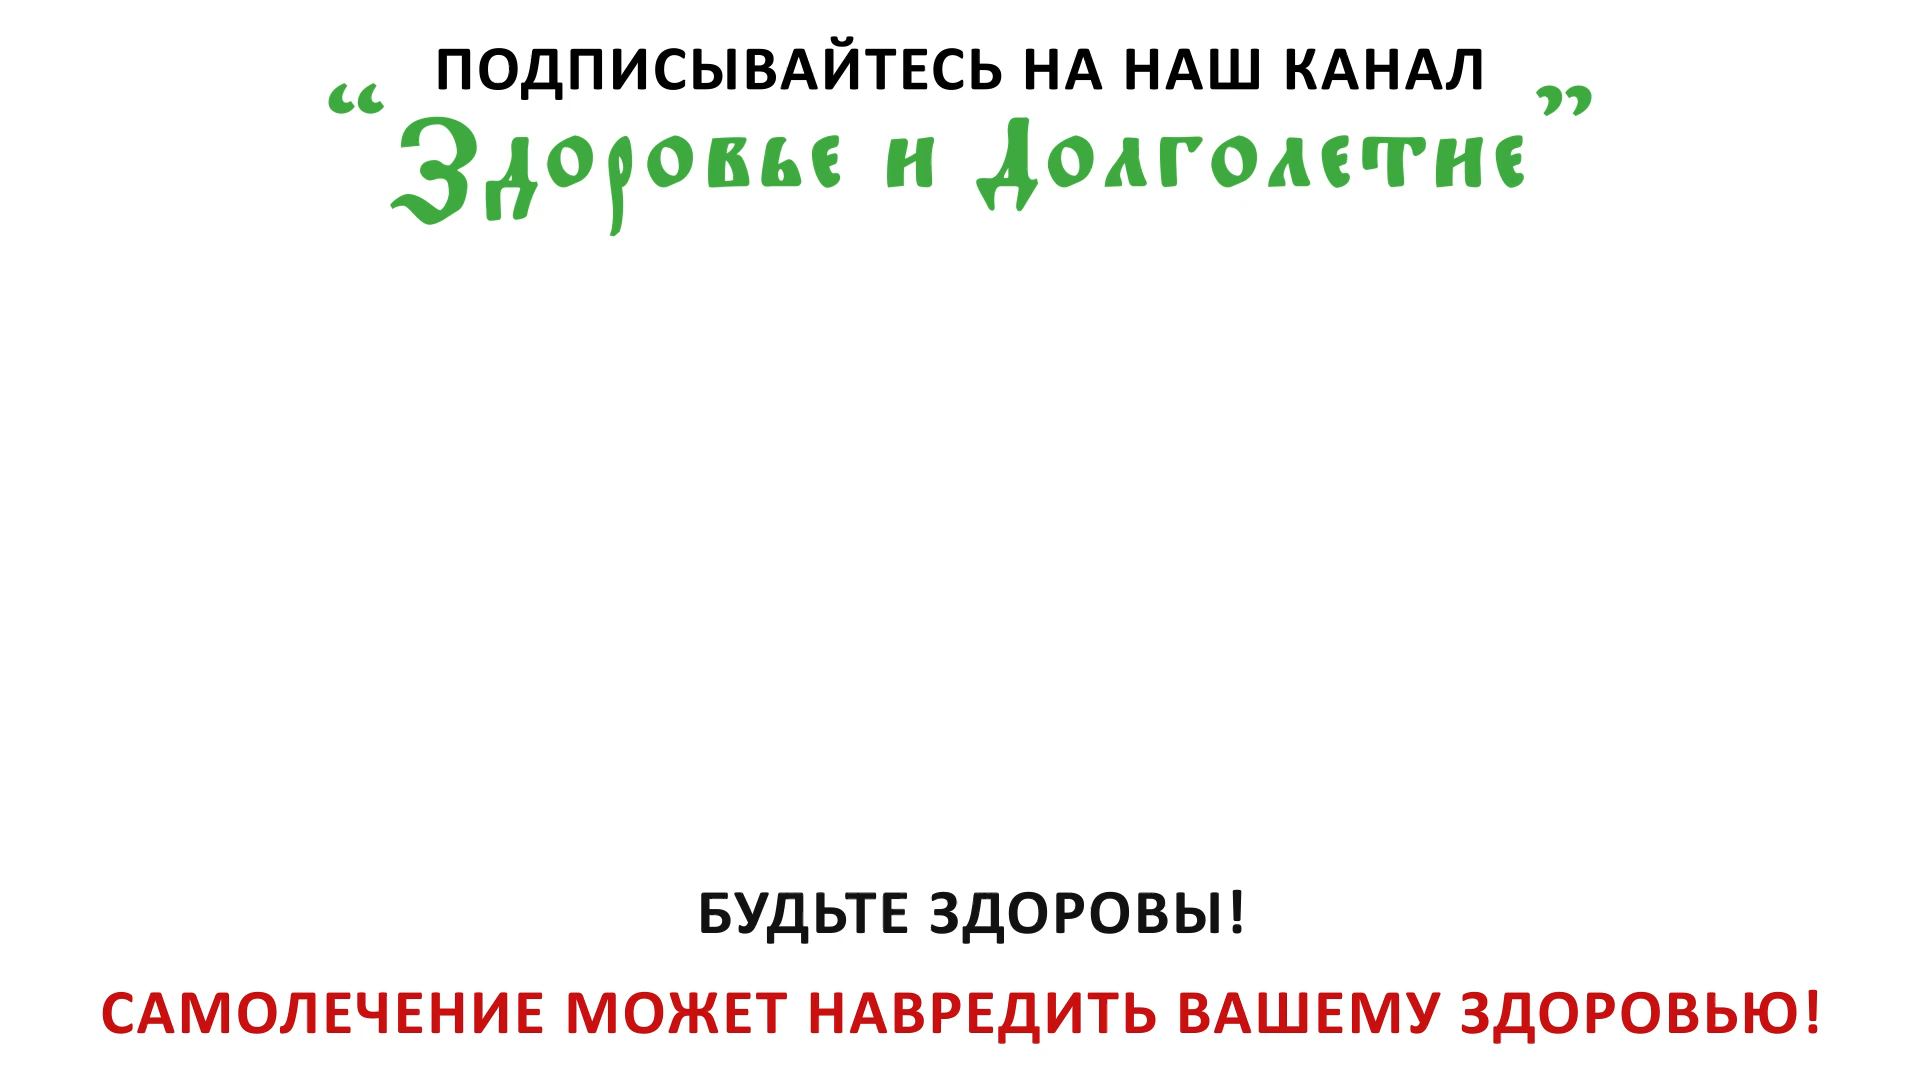 ПОДПИСЫВАЙТЕСЬ НА НАШ КАНАЛ
“Здоровье и Долголетие”
БУДЬТЕ ЗДОРОВЫ!
САМОЛЕЧЕНИЕ МОЖЕТ НАВРЕДИТЬ ВАШЕМУ ЗДОРОВЬЮ!